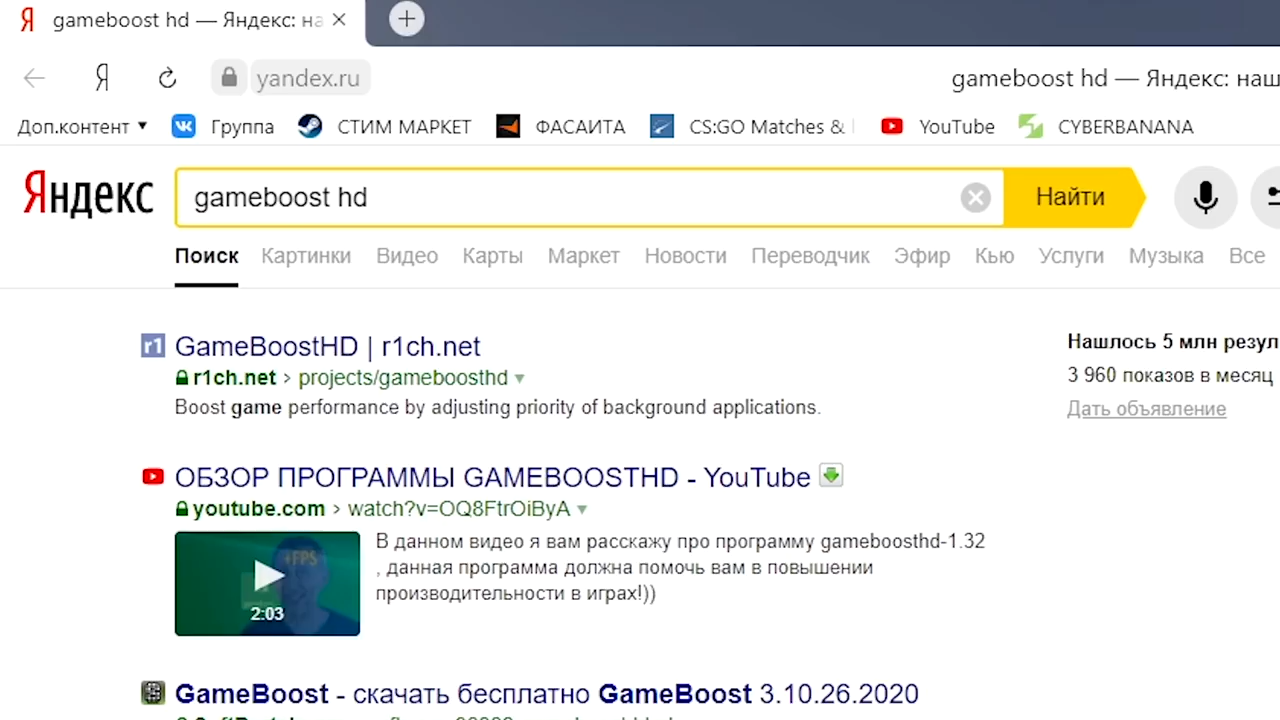 gameboost hd — Яндекс: на
Я yandex.ru gameboost hd — Яндекс: наш
Доп.контент Группа СТИМ МАРКЕТ ФАСАИТА CS:GO Matches & YouTube CYBERBANANA
Яндекс gameboost hd Найти
Поиск Картинки Видео Карты Маркет Новости Переводчик Эфир Кью Услуги Музыка Все
r1 GameBoostHD | r1ch.net
r1ch.net › projects/gameboosthd
Boost game performance by adjusting priority of background applications.
Нашлось 5 млн резул
3 960 показов в месяц
Дать объявление
ОБЗОР ПРОГРАММЫ GAMEBOOSTHD - YouTube
youtube.com › watch?v=OQ8FtrOiByA
+FPS
2:03
В данном видео я вам расскажу про программу gameboosthd-1.32
, данная программа должна помочь вам в повышении
производительности в играх!))
GameBoost - скачать бесплатно GameBoost 3.10.26.2020